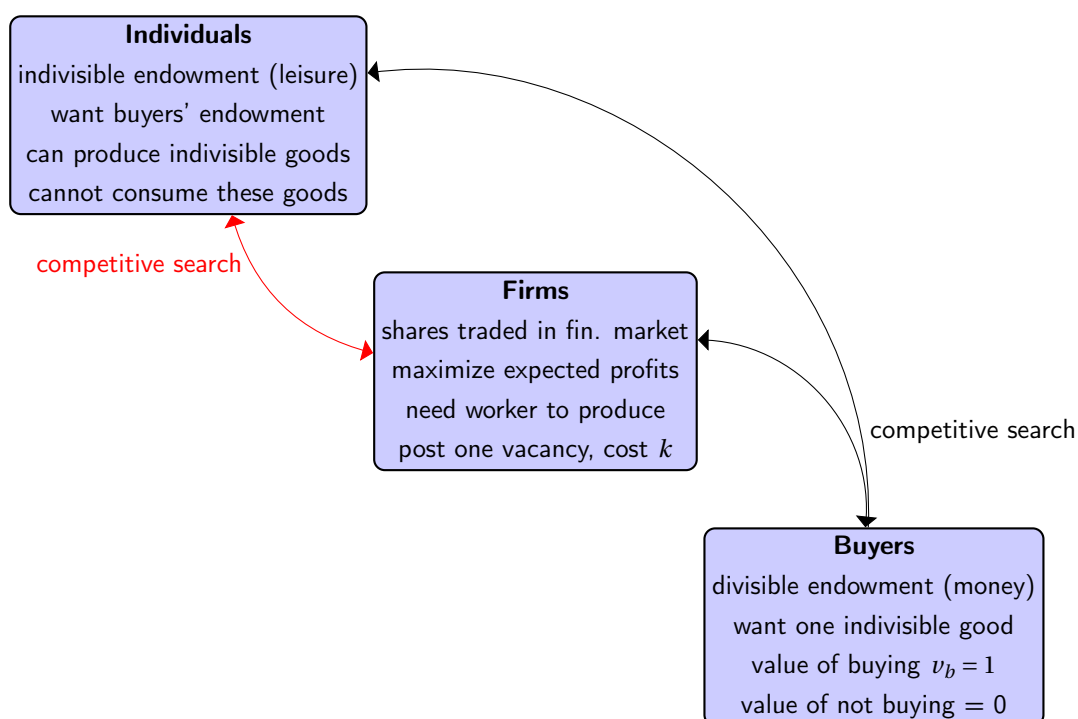 Individuals
indivisible endowment (leisure)
want buyers’ endowment
can produce indivisible goods
cannot consume these goods
competitive search
Firms
shares traded in fin. market
maximize expected profits
need worker to produce
post one vacancy, cost k
competitive search
Buyers
divisible endowment (money)
want one indivisible good
value of buying v_b = 1
value of not buying = 0